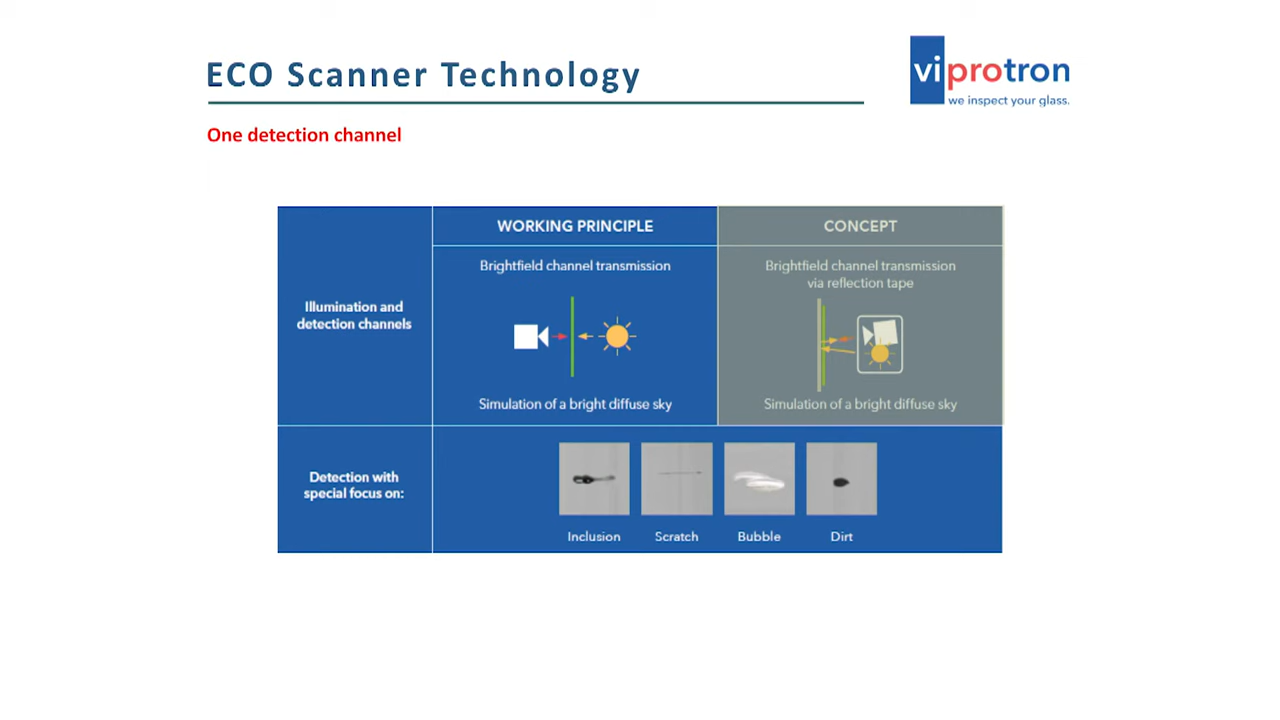 ECO Scanner Technology
viprotron
we inspect your glass.
One detection channel
WORKING PRINCIPLE
CONCEPT
Illumination and
detection channels
Brightfield channel transmission
Simulation of a bright diffuse sky
Brightfield channel transmission
via reflection tape
Simulation of a bright diffuse sky
Detection with
special focus on:
Inclusion
Scratch
Bubble
Dirt